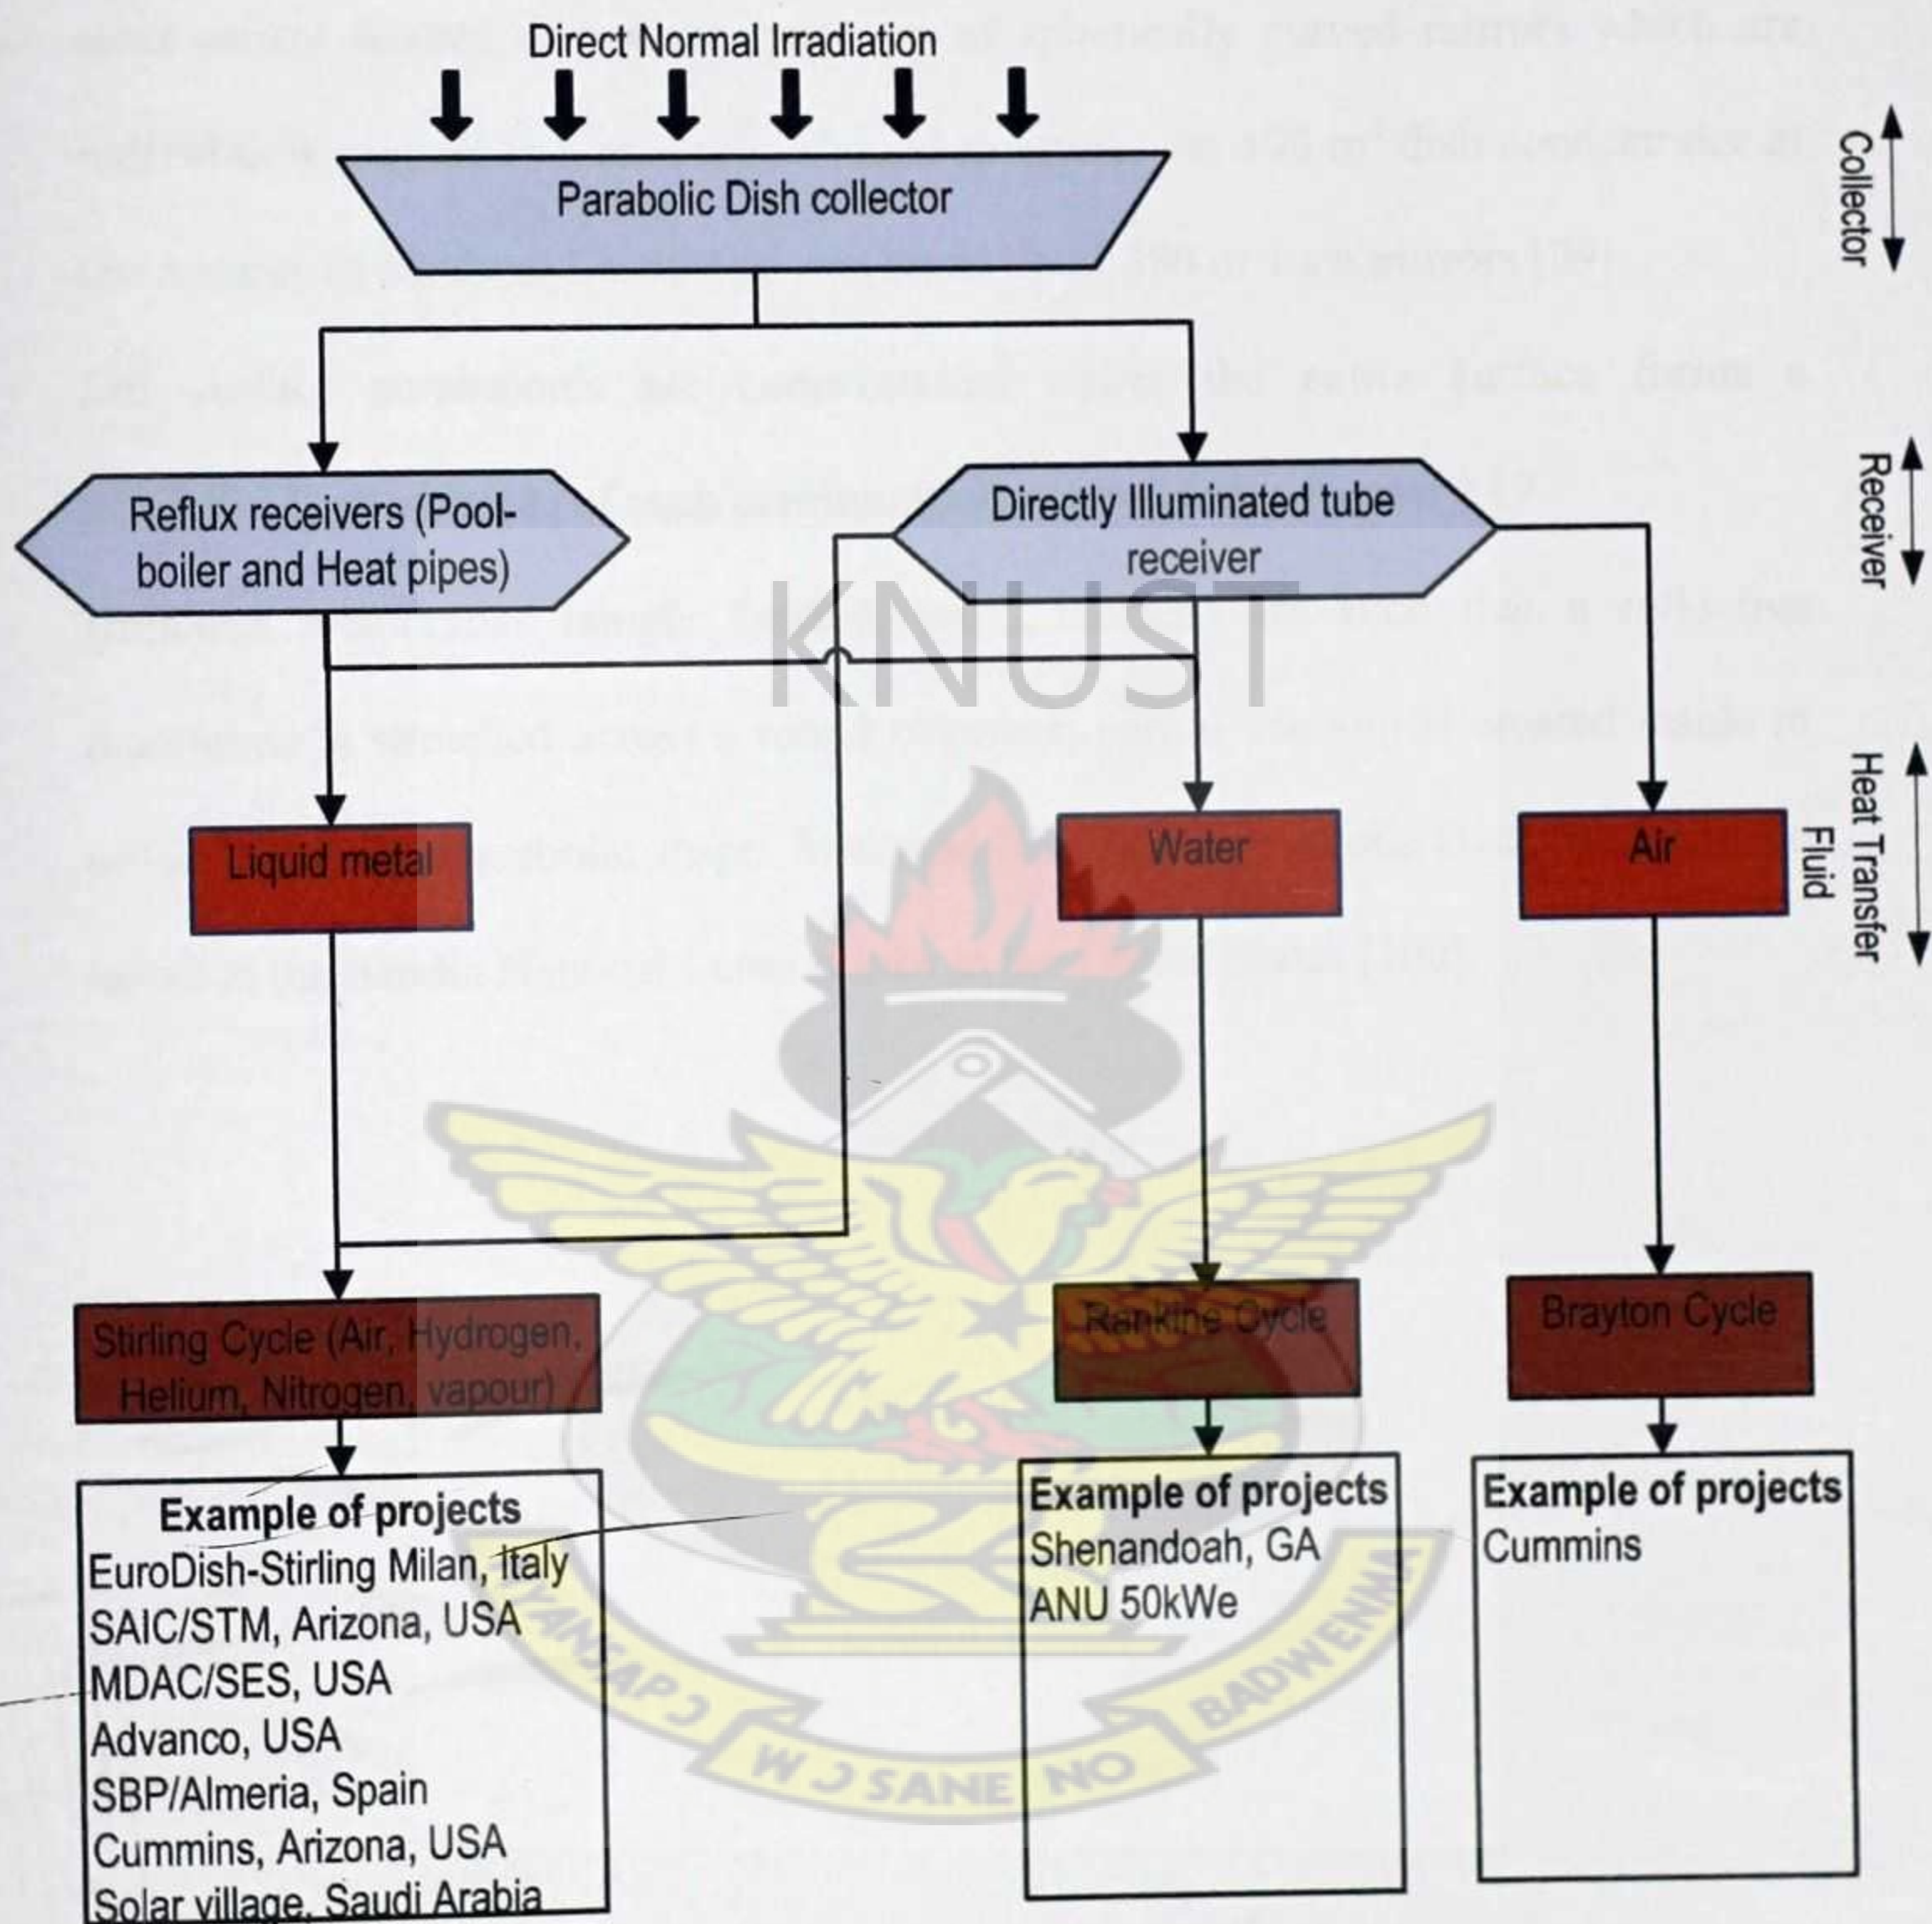 Direct Normal Irradiation
Parabolic Dish collector
Collector
Reflux receivers (Pool-
boiler and Heat pipes)
Directly Illuminated tube
receiver
Receiver
KNUST
Liquid metal
Water
Air
Heat Transfer
Fluid
Stirling Cycle (Air, Hydrogen,
Helium, Nitrogen, vapour)
Rankine Cycle
Brayton Cycle
Example of projects
EuroDish-Stirling Milan, Italy
SAIC/STM, Arizona, USA
MDAC/SES, USA
Advanco, USA
SBP/Almeria, Spain
Cummins, Arizona, USA
Solar village, Saudi Arabia
Example of projects
Shenandoah, GA
ANU 50kWe
Example of projects
Cummins
NYANSAPƆ
WƆ SANE NO
BADWENMA